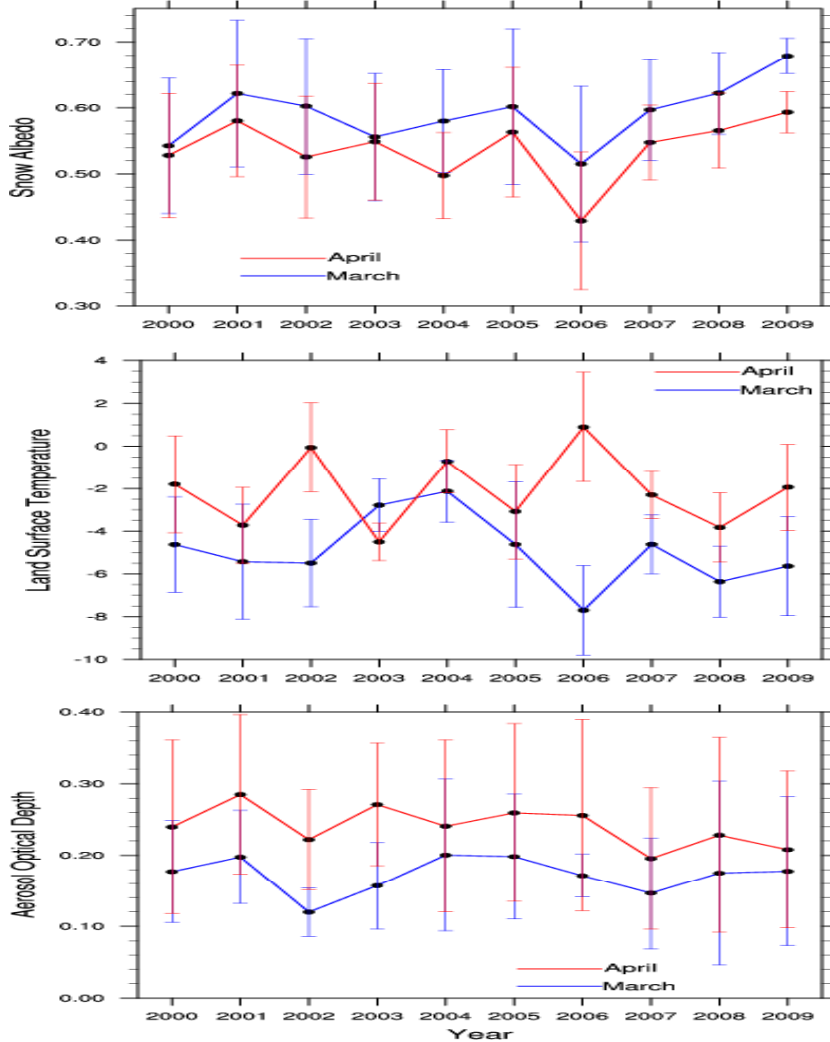 Snow Albedo
0.70
0.60
0.50
0.40
0.30
April
March
2000 2001 2002 2003 2004 2005 2006 2007 2008 2009
Land Surface Temperature
4
2
0
-2
-4
-6
-8
-10
April
March
2000 2001 2002 2003 2004 2005 2006 2007 2008 2009
Aerosol Optical Depth
0.40
0.30
0.20
0.10
0.00
April
March
2000 2001 2002 2003 2004 2005 2006 2007 2008 2009
Year